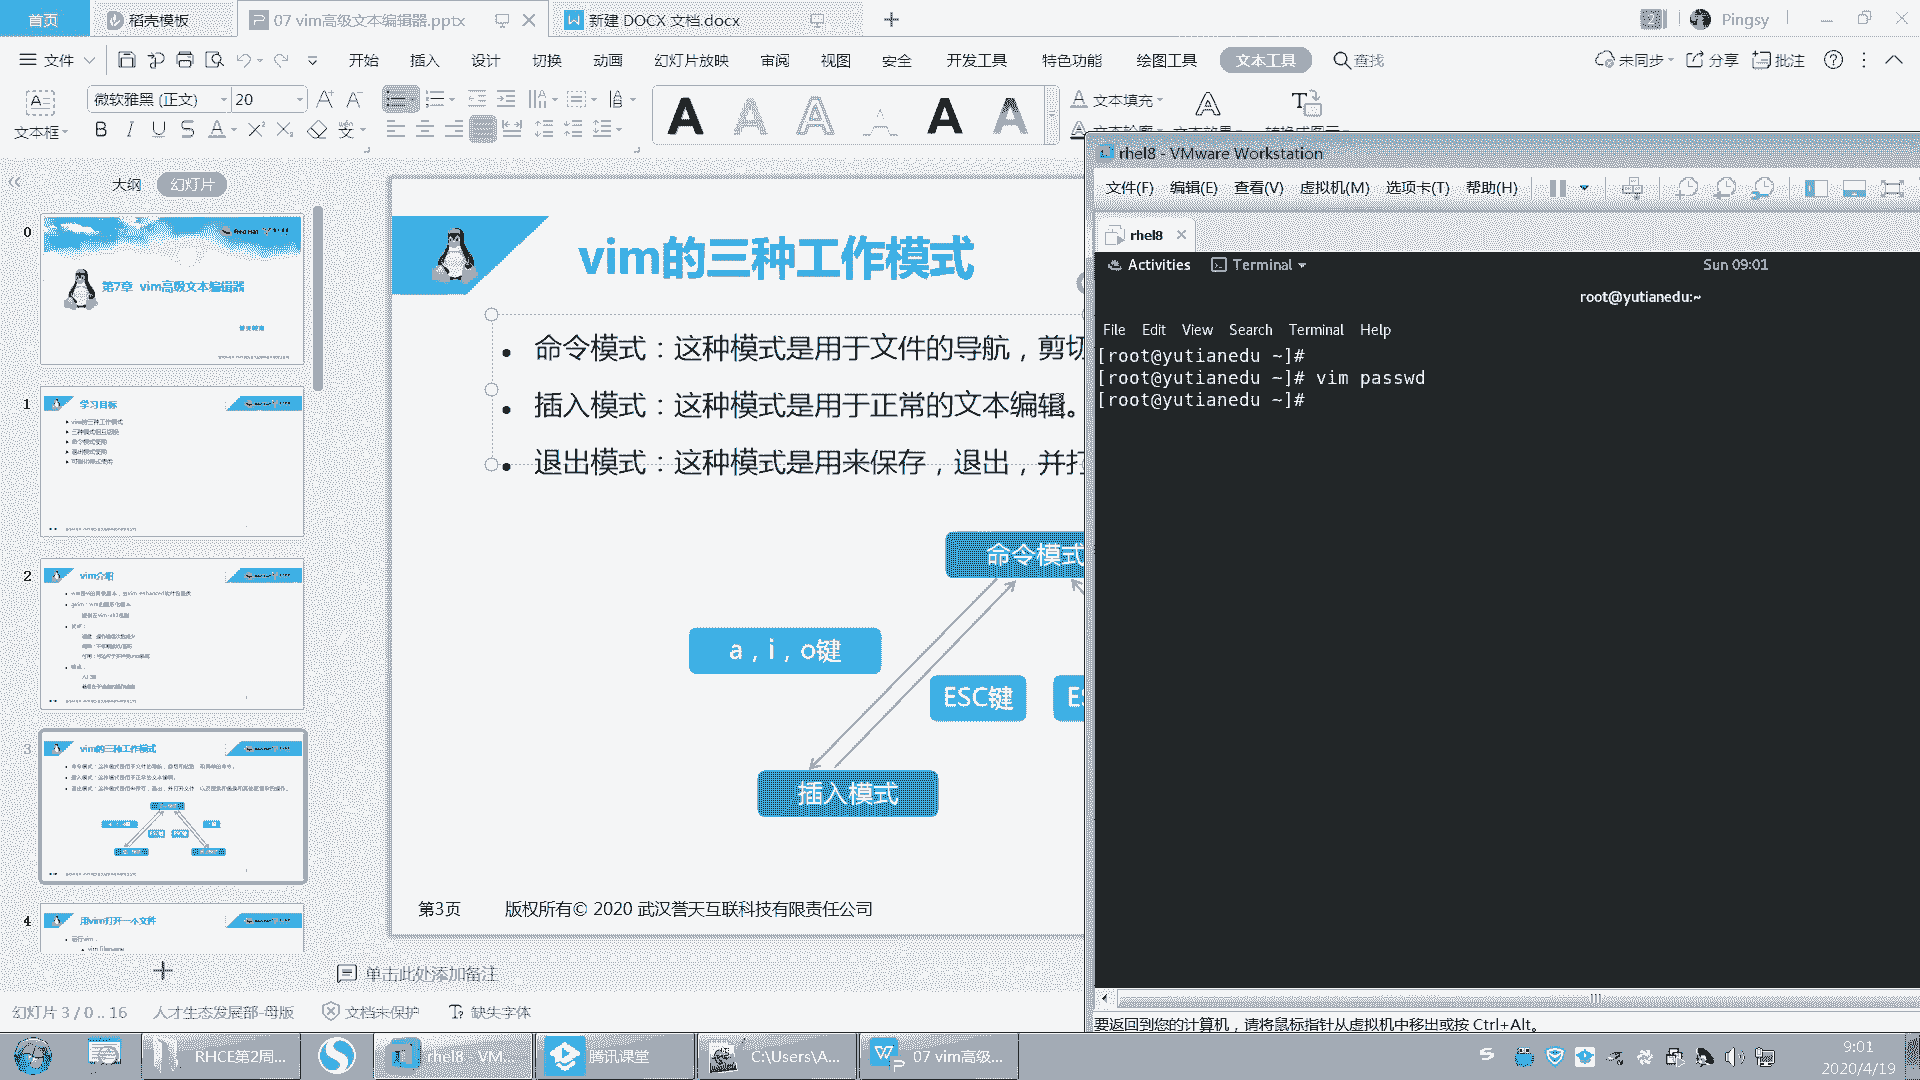 首页
稻壳模板
07 vim高级文本编辑器.pptx
新建 DOCX 文档.docx
Pingsy
文件
开始
插入
设计
切换
动画
幻灯片放映
审阅
视图
安全
开发工具
特色功能
绘图工具
文本工具
查找
未同步
分享
批注
文本框
微软雅黑 (正文)
20
文本填充
大纲
幻灯片
0
第7章 vim高级文本编辑器
1
学习目标
vim的三种工作模式
2
vim介绍
3
vim的三种工作模式
4
用vim打开一个文件
运行vim：
vim filename
vim的三种工作模式
命令模式：这种模式是用于文件的导航，剪切
插入模式：这种模式是用于正常的文本编辑。
退出模式：这种模式是用来保存，退出，并打
命令模式
a，i，o键
ESC键
ES
插入模式
第3页
版权所有© 2020 武汉誉天互联科技有限责任公司
单击此处添加备注
幻灯片 3 / 0 .. 16
人才生态发展部-母版
文档未保护
缺失字体
rhel8 - VMware Workstation
文件(F)
编辑(E)
查看(V)
虚拟机(M)
选项卡(T)
帮助(H)
rhel8
Activities
Terminal
Sun 09:01
root@yutianedu:~
File
Edit
View
Search
Terminal
Help
[root@yutianedu ~]#
[root@yutianedu ~]# vim passwd
[root@yutianedu ~]#
要返回到您的计算机，请将鼠标指针从虚拟机中移出或按 Ctrl+Alt。
RHCE第2周...
rhel8 - VM...
腾讯课堂
C:\Users\A...
07 vim高级...
9:01
2020/4/19